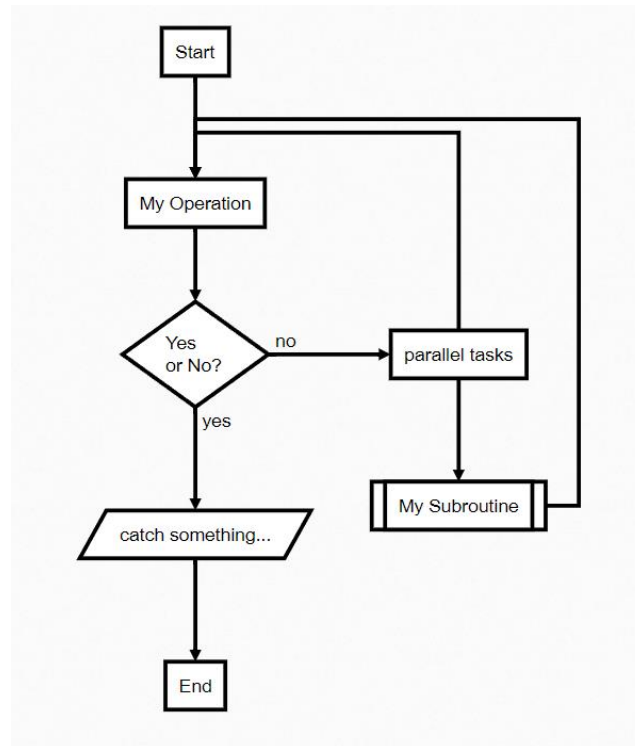 Start
My Operation
Yes
or No?
no
parallel tasks
yes
My Subroutine
catch something...
End